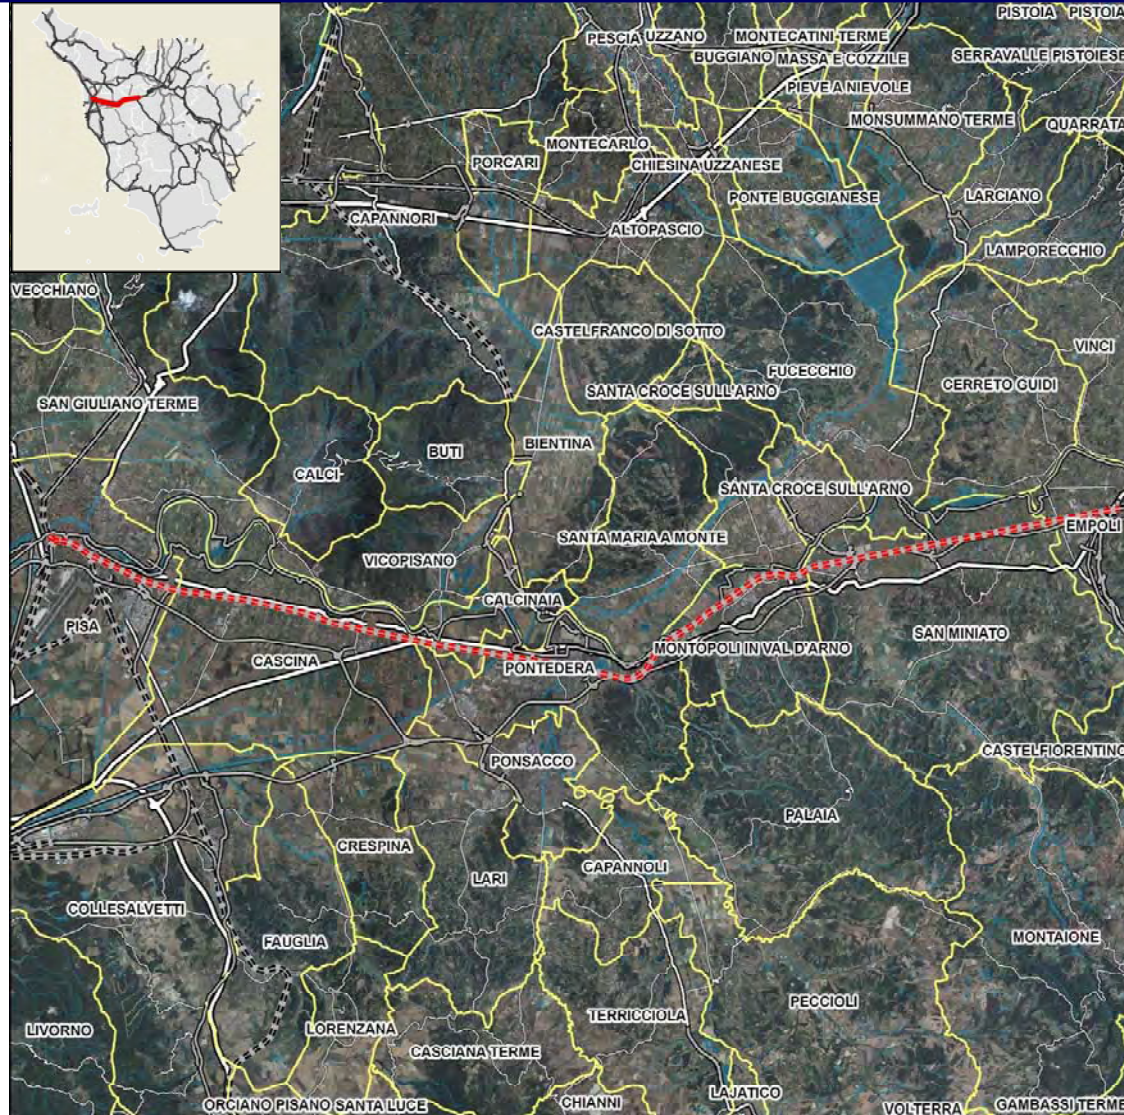 PISTOIA PISTOIA
PESCIA UZZANO MONTECATINI-TERME
BUGGIANO MASSA E COZZILE SERRAVALLE PISTOIESE
PIEVE A NIEVOLE
MONSUMMANO TERME QUARRATA
MONTECARLO
PORCARI CHIESINA UZZANESE
PONTE BUGGIANESE LARCIANO
CAPANNORI ALTOPASCIO
LAMPORECCHIO
VECCHIANO
CASTELFRANCO DI SOTTO VINCI
FUCECCHIO
SANTA CROCE SULL'ARNO CERRETO GUIDI
SAN GIULIANO TERME
BUTI BIENTINA
CALCI
SANTA CROCE SULL'ARNO
EMPOLI
SANTA MARIA A MONTE
VICOPISANO
CALCINAIA
PISA SAN MINIATO
CASCINA PONTEDERA MONTOPOLI IN VAL D'ARNO
PONSACCO CASTELFIORENTINO
PALAIA
CRESPINA
LARI CAPANNOLI
COLLESALVETTI
FAUGLIA MONTAIONE
PECCIOLI
LIVORNO LORENZANA TERRICCIOLA
CASCIANA TERME
ORCIANO PISANO SANTA LUCE CHIANNI LAJATICO VOLTERRA GAMBASSI TERME